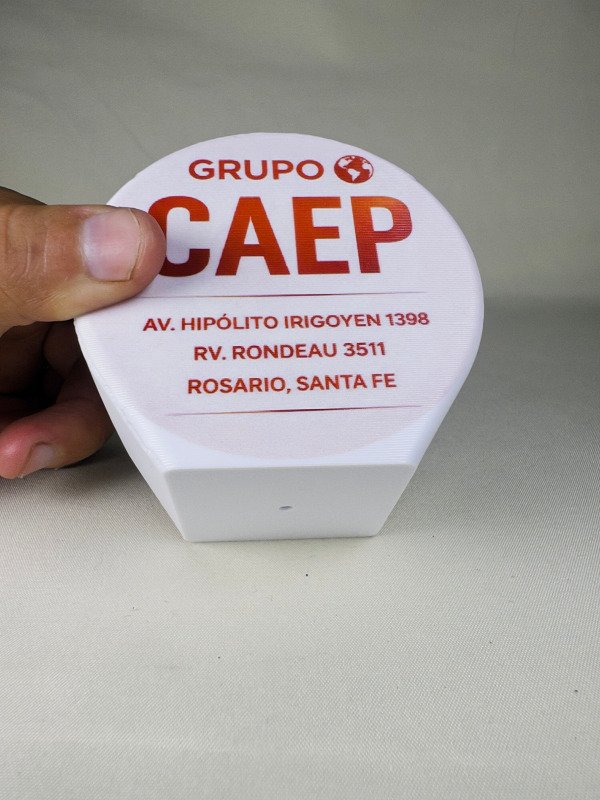 GRUPO
CAEP
AV. HIPÓLITO IRIGOYEN 1398
RV. RONDEAU 3511
ROSARIO, SANTA FE